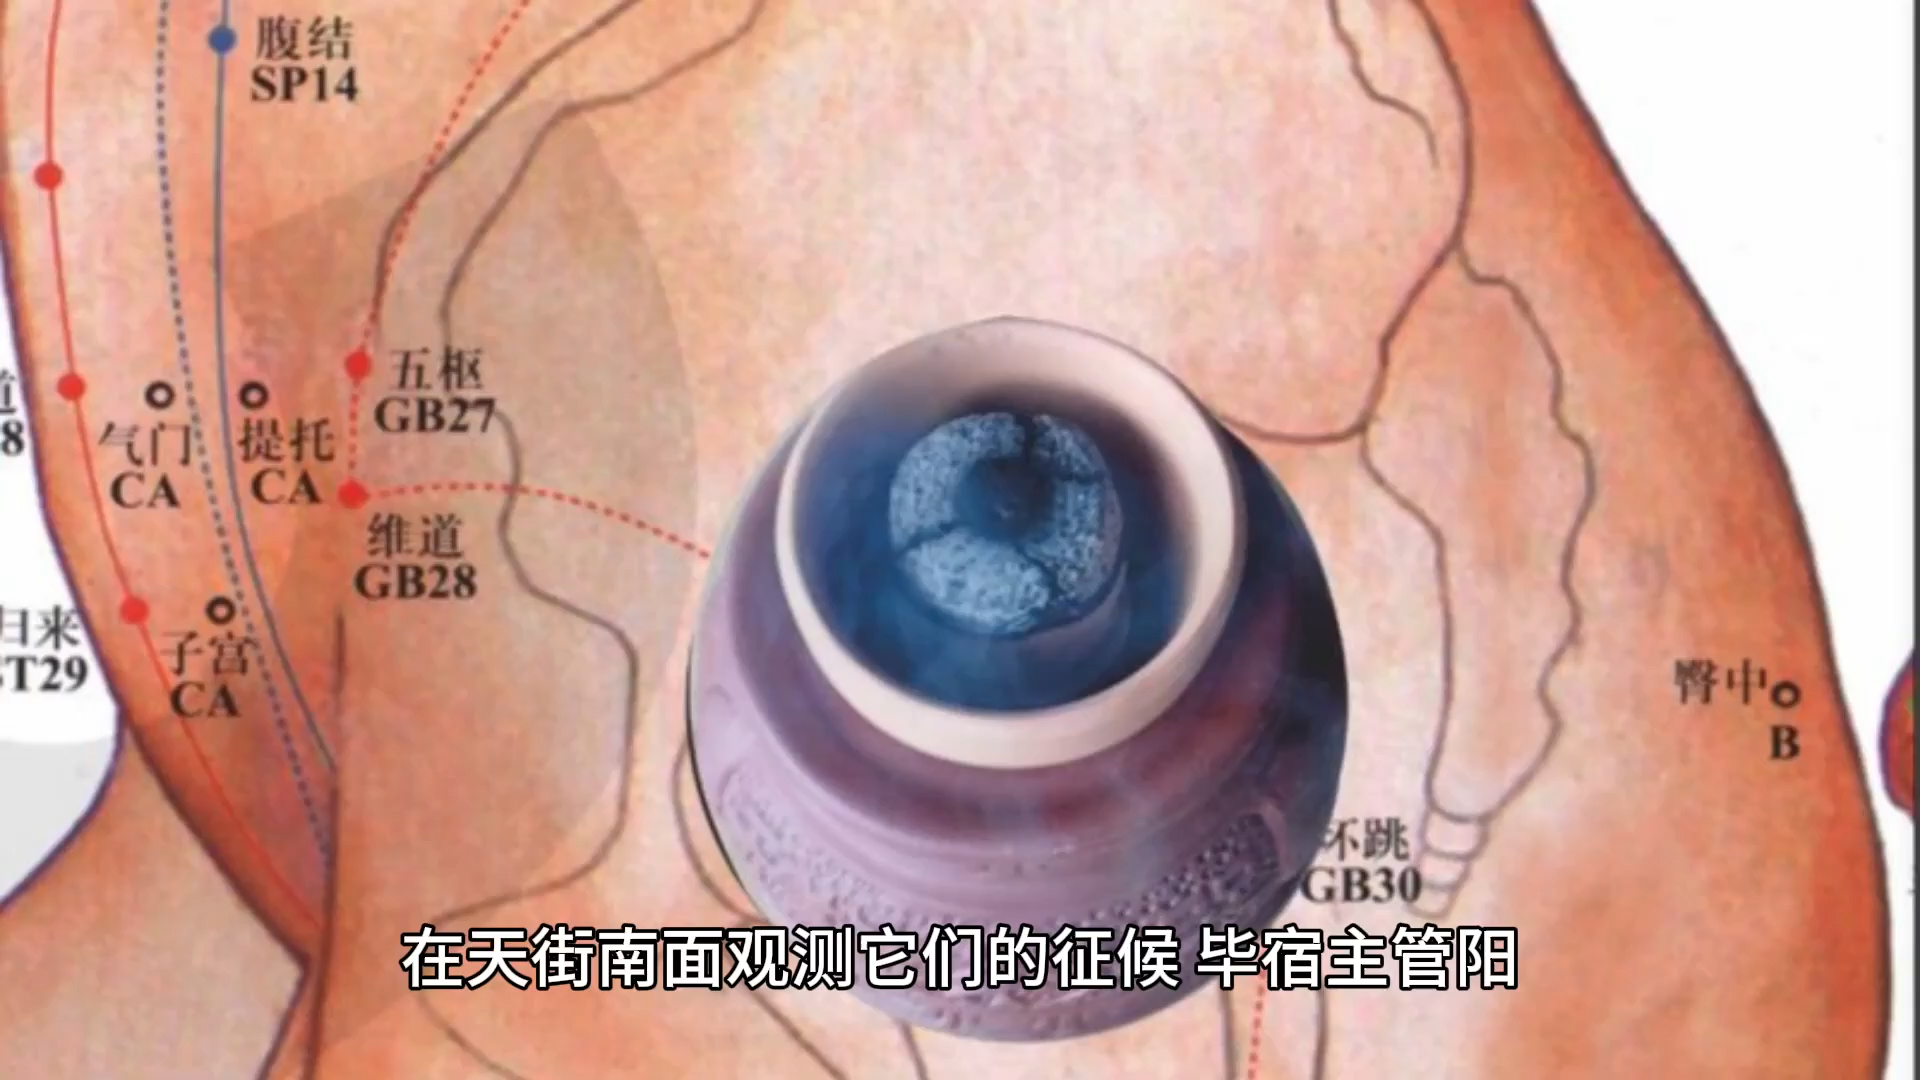 腹结
SP14
五枢
GB27
气门
CA
提托
CA
维道
GB28
归来
ST29
子宫
CA
臀中
B
环跳
GB30
在天街南面观测它们的征候 毕宿主管阳